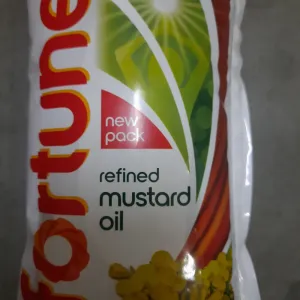 fortune
new
pack
refined
mustard
oil